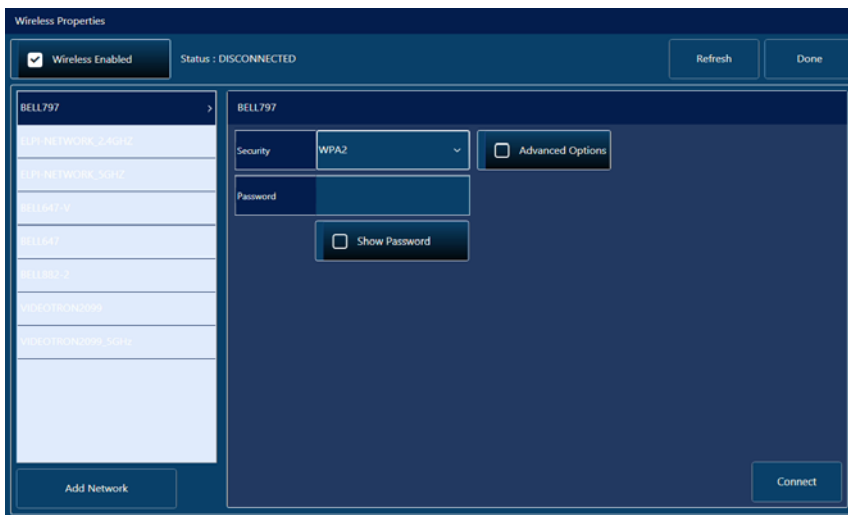 Wireless Properties
Wireless Enabled
Status : DISCONNECTED
Refresh
Done
BELL797
ELPI-NETWORK_2.4GHZ
ELPI-NETWORK_5GHZ
BELL647-V
BELL647
BELL882-2
VIDEOTRON2099
VIDEOTRON2099_5GHz
Add Network
BELL797
Security
WPA2
Advanced Options
Password
Show Password
Connect